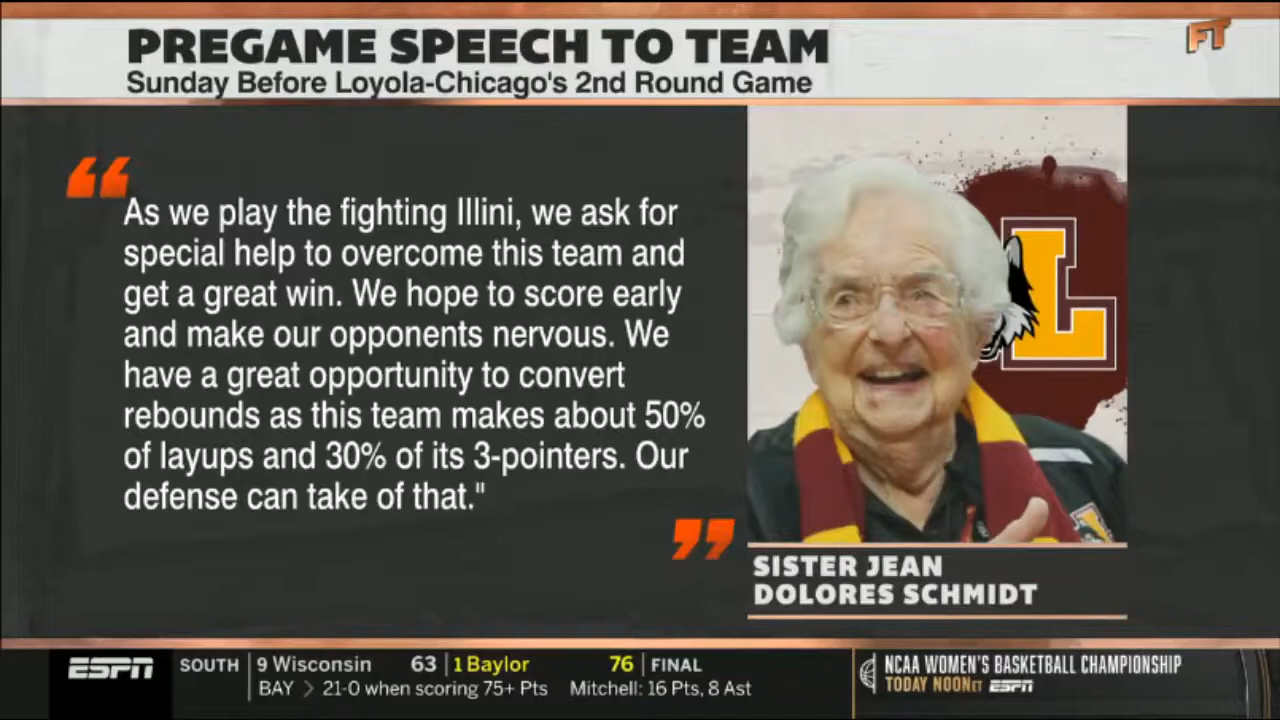 PREGAME SPEECH TO TEAM
FT
Sunday Before Loyola-Chicago's 2nd Round Game
“
As we play the fighting Illini, we ask for
special help to overcome this team and
get a great win. We hope to score early
and make our opponents nervous. We
have a great opportunity to convert
rebounds as this team makes about 50%
of layups and 30% of its 3-pointers. Our
defense can take of that."
”
L
SISTER JEAN
DOLORES SCHMIDT
ESPN
SOUTH
9 Wisconsin 63 1 Baylor 76 FINAL
BAY > 21-0 when scoring 75+ Pts Mitchell: 16 Pts, 8 Ast
NCAA WOMEN'S BASKETBALL CHAMPIONSHIP
TODAY NOON ET ESPN